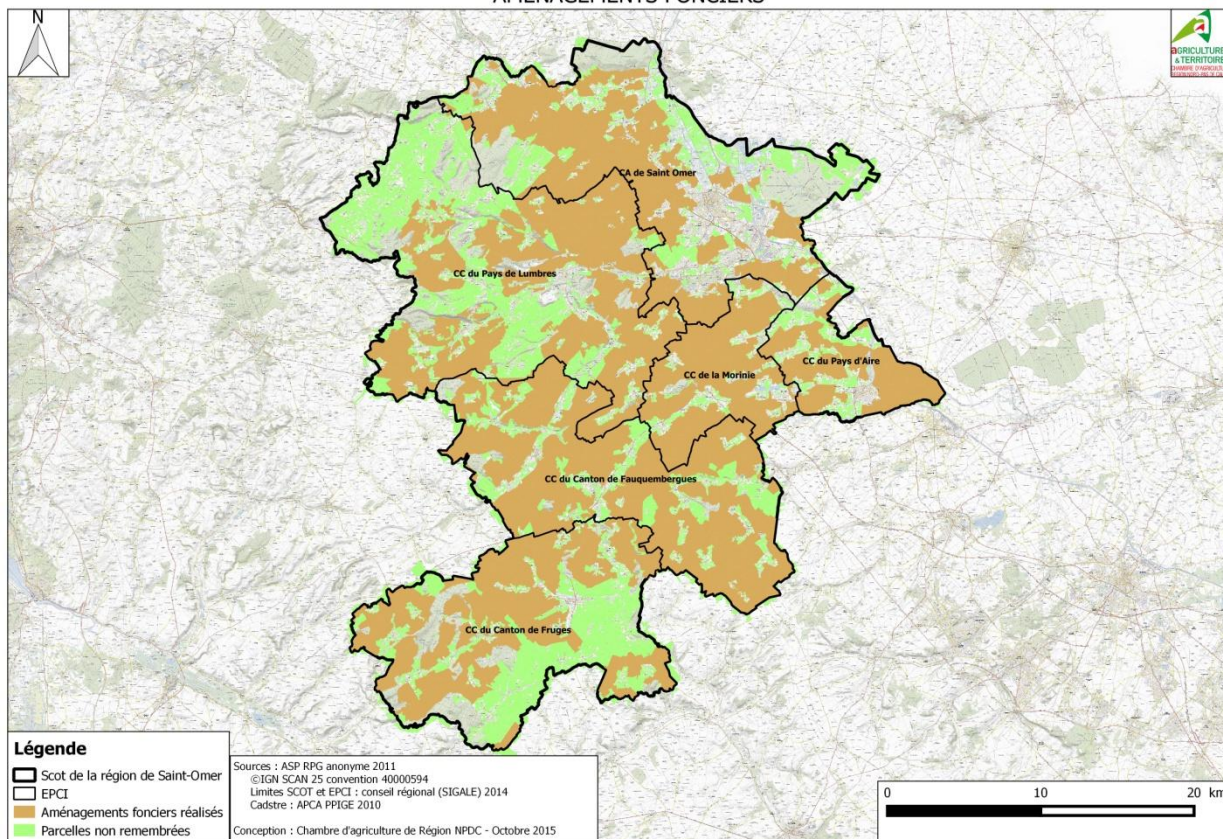 AMÉNAGEMENTS FONCIERS
N
AGRICULTURE
& TERRITOIRE
CA de Saint Omer
CC du Pays de Lumbres
CC du Pays d'Aire
CC de la Morinie
CC du Canton de Fauquembergues
CC du Canton de Fruges
Légende
Scot de la région de Saint-Omer
EPCI
Aménagements fonciers réalisés
Parcelles non remembrées
Sources : ASP RPG anonyme 2011
©IGN SCAN 25 convention 40000594
Limites SCOT et EPCI : conseil régional (SIGALE) 2014
Cadastre : APCA PPIGE 2010
Conception : Chambre d'agriculture de Région NPDC - Octobre 2015
0 10 20 km